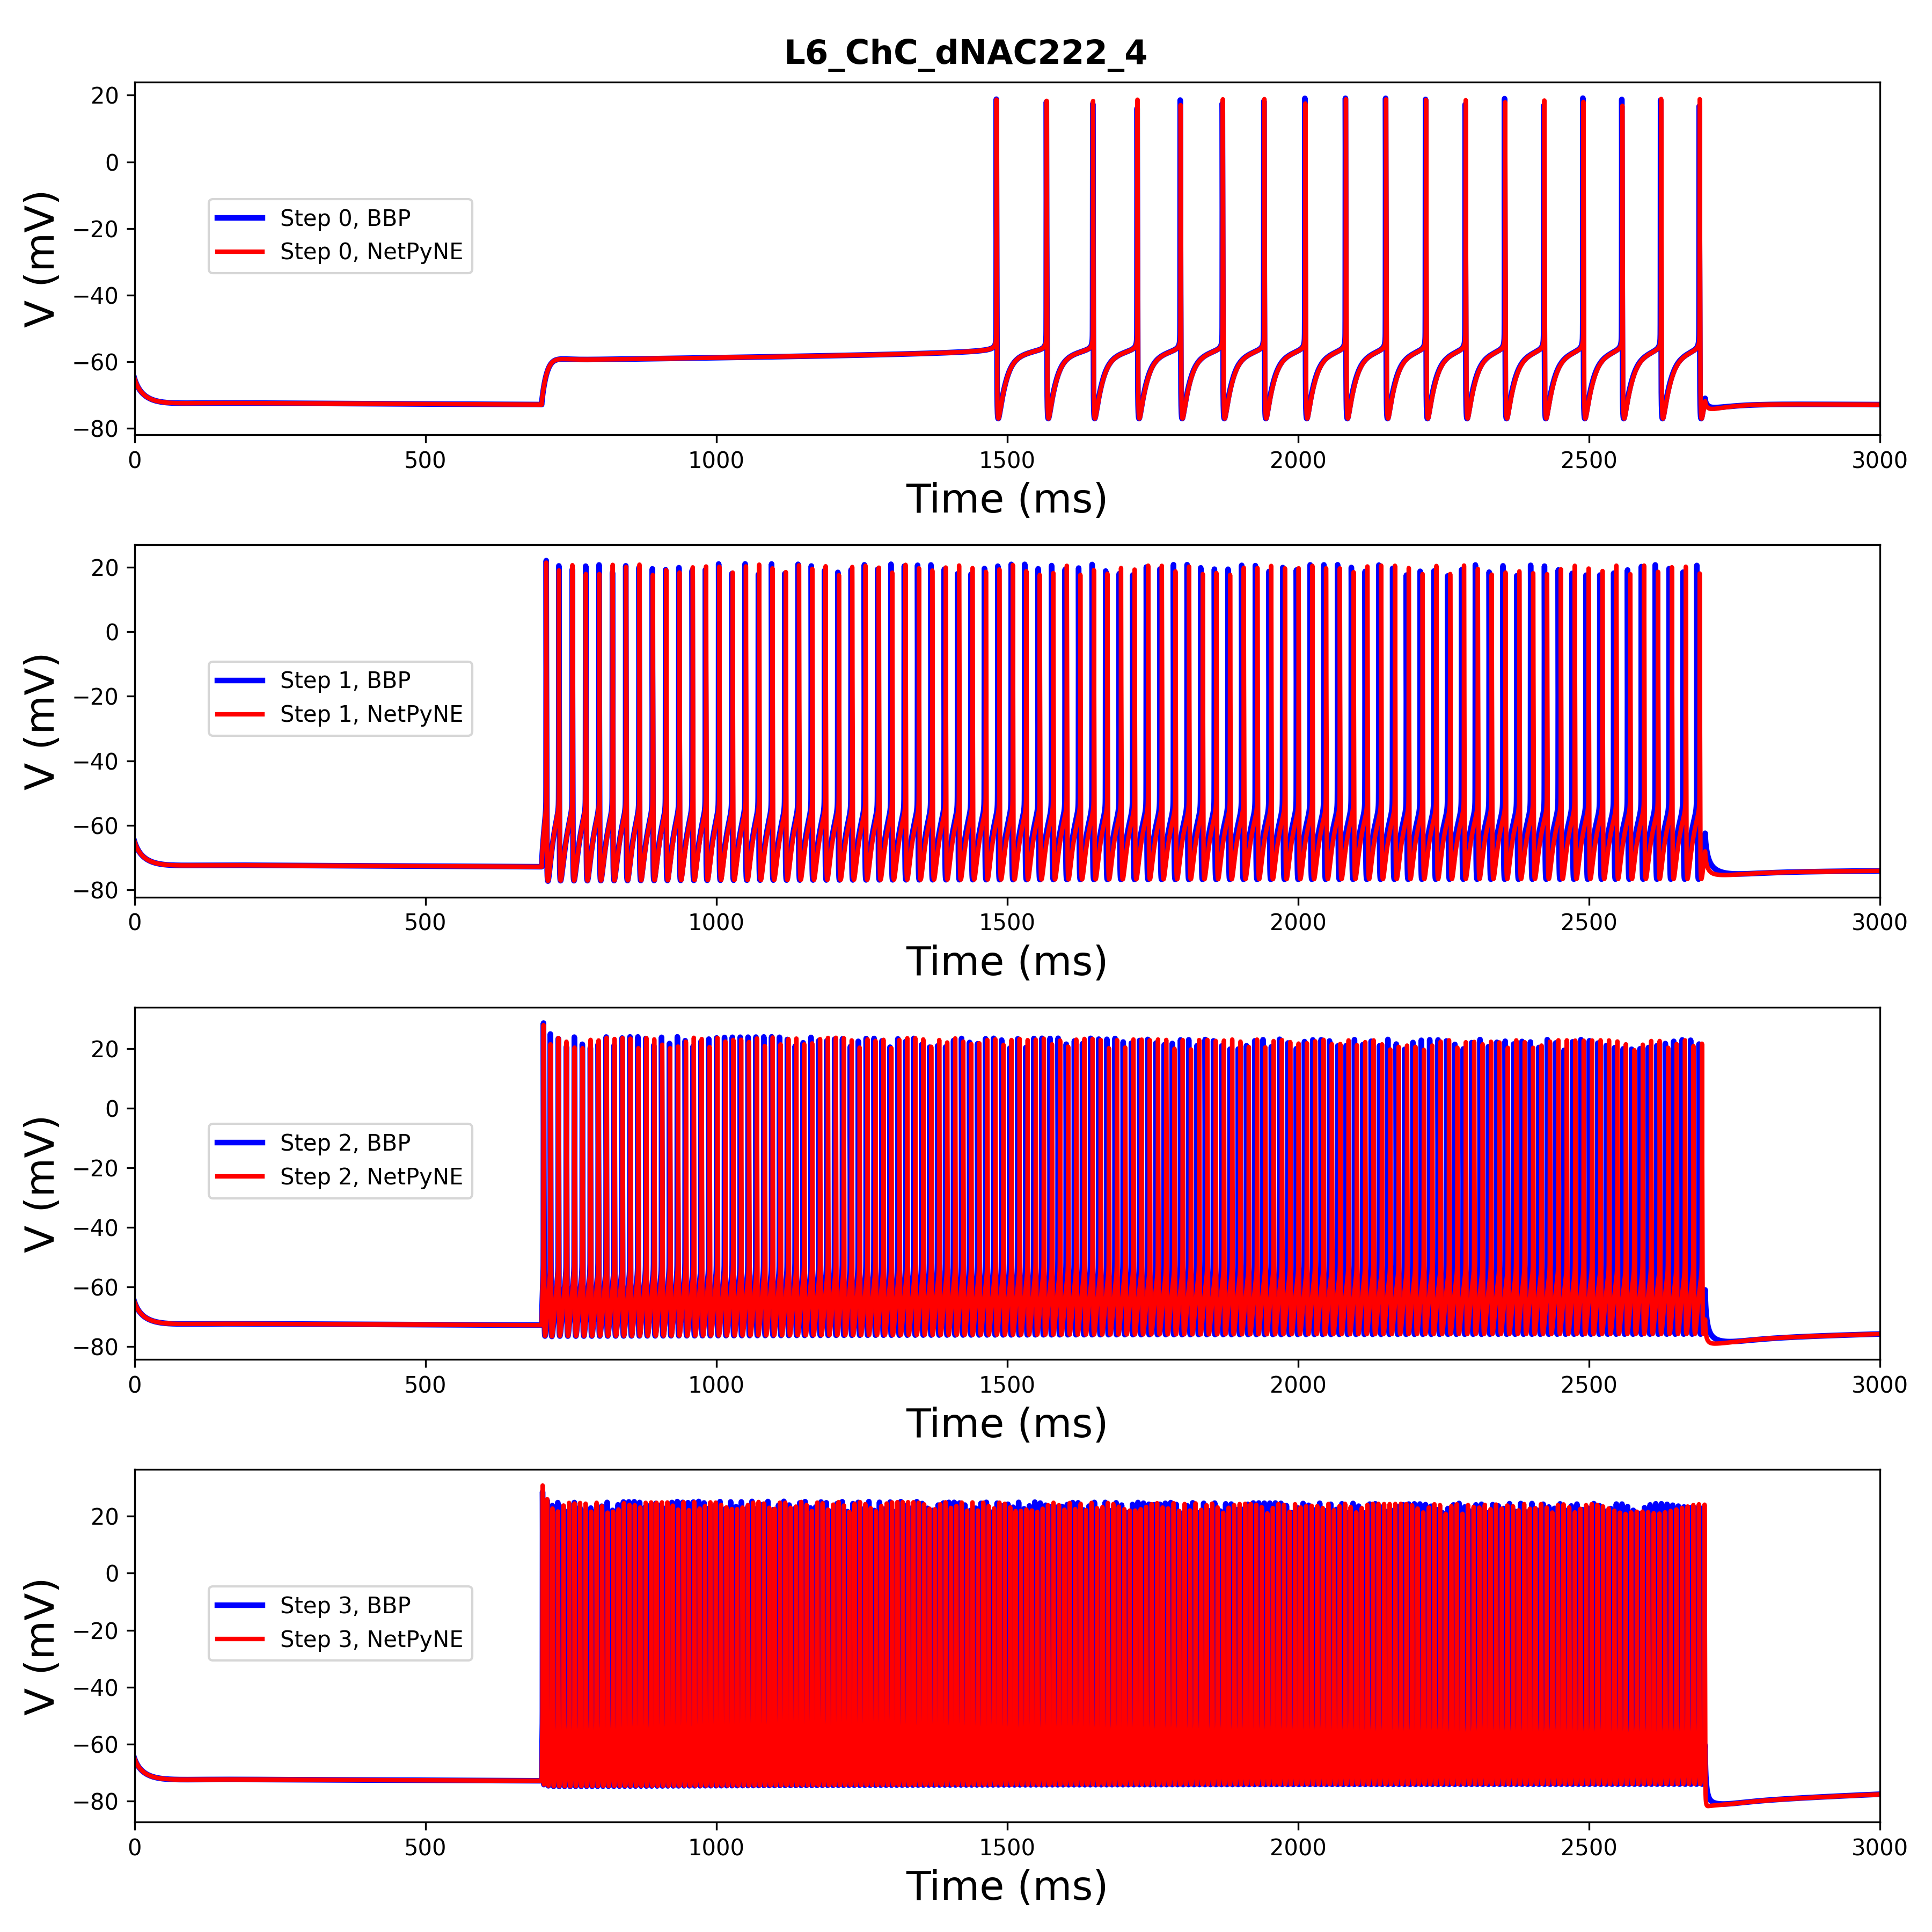 L6_ChC_dNAC222_4
20
0
−20
−40
−60
−80
V (mV)
Step 0, BBP
Step 0, NetPyNE
0 500 1000 1500 2000 2500 3000
Time (ms)
20
0
−20
−40
−60
−80
V (mV)
Step 1, BBP
Step 1, NetPyNE
0 500 1000 1500 2000 2500 3000
Time (ms)
20
0
−20
−40
−60
−80
V (mV)
Step 2, BBP
Step 2, NetPyNE
0 500 1000 1500 2000 2500 3000
Time (ms)
20
0
−20
−40
−60
−80
V (mV)
Step 3, BBP
Step 3, NetPyNE
0 500 1000 1500 2000 2500 3000
Time (ms)